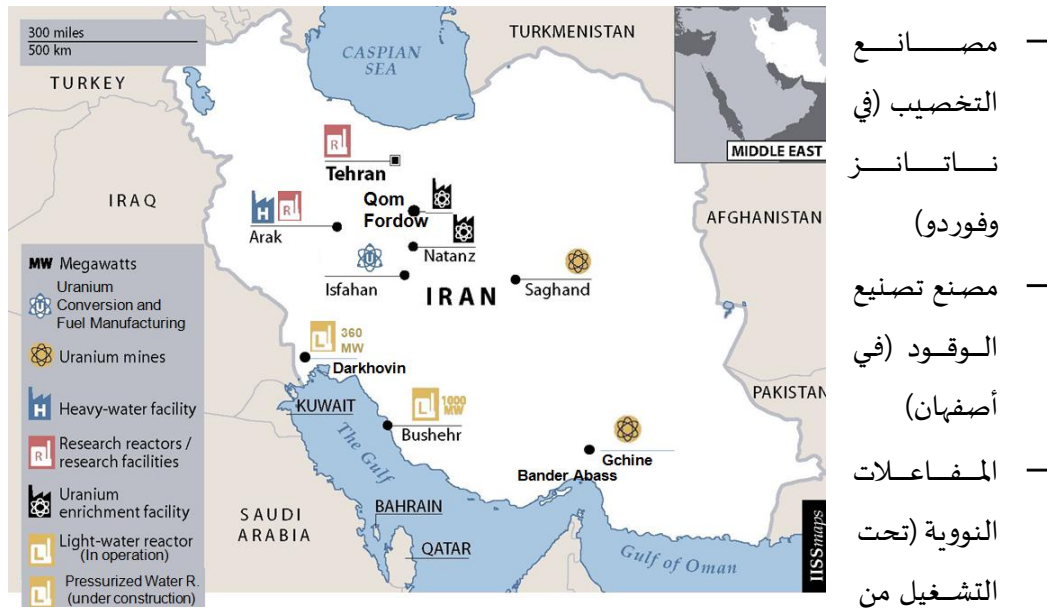 300 miles
500 km
TURKEY
CASPIAN
SEA
TURKMENISTAN
MIDDLE EAST
Tehran
R
Qom
Fordow
IRAQ
H
R
Arak
Natanz
AFGHANISTAN
U
Isfahan
IRAN
Saghand
MW Megawatts
U
Uranium
Conversion and
Fuel Manufacturing
Uranium mines
H
Heavy-water facility
R
Research reactors /
research facilities
Uranium
enrichment facility
L
Light-water reactor
(In operation)
L
Pressurized Water R.
(under construction)
L
360
MW
Darkhovin
KUWAIT
L
1000
MW
Bushehr
PAKISTAN
The Gulf
Gchine
Bander Abass
SAUDI
ARABIA
BAHRAIN
QATAR
Gulf of Oman
IISSmaps
– مصانع
التخصيب (في
ناتانز
وفوردو)
– مصنع تصنيع
الوقود (في
أصفهان)
– المفاعلات
النووية (تحت
التشغيل من